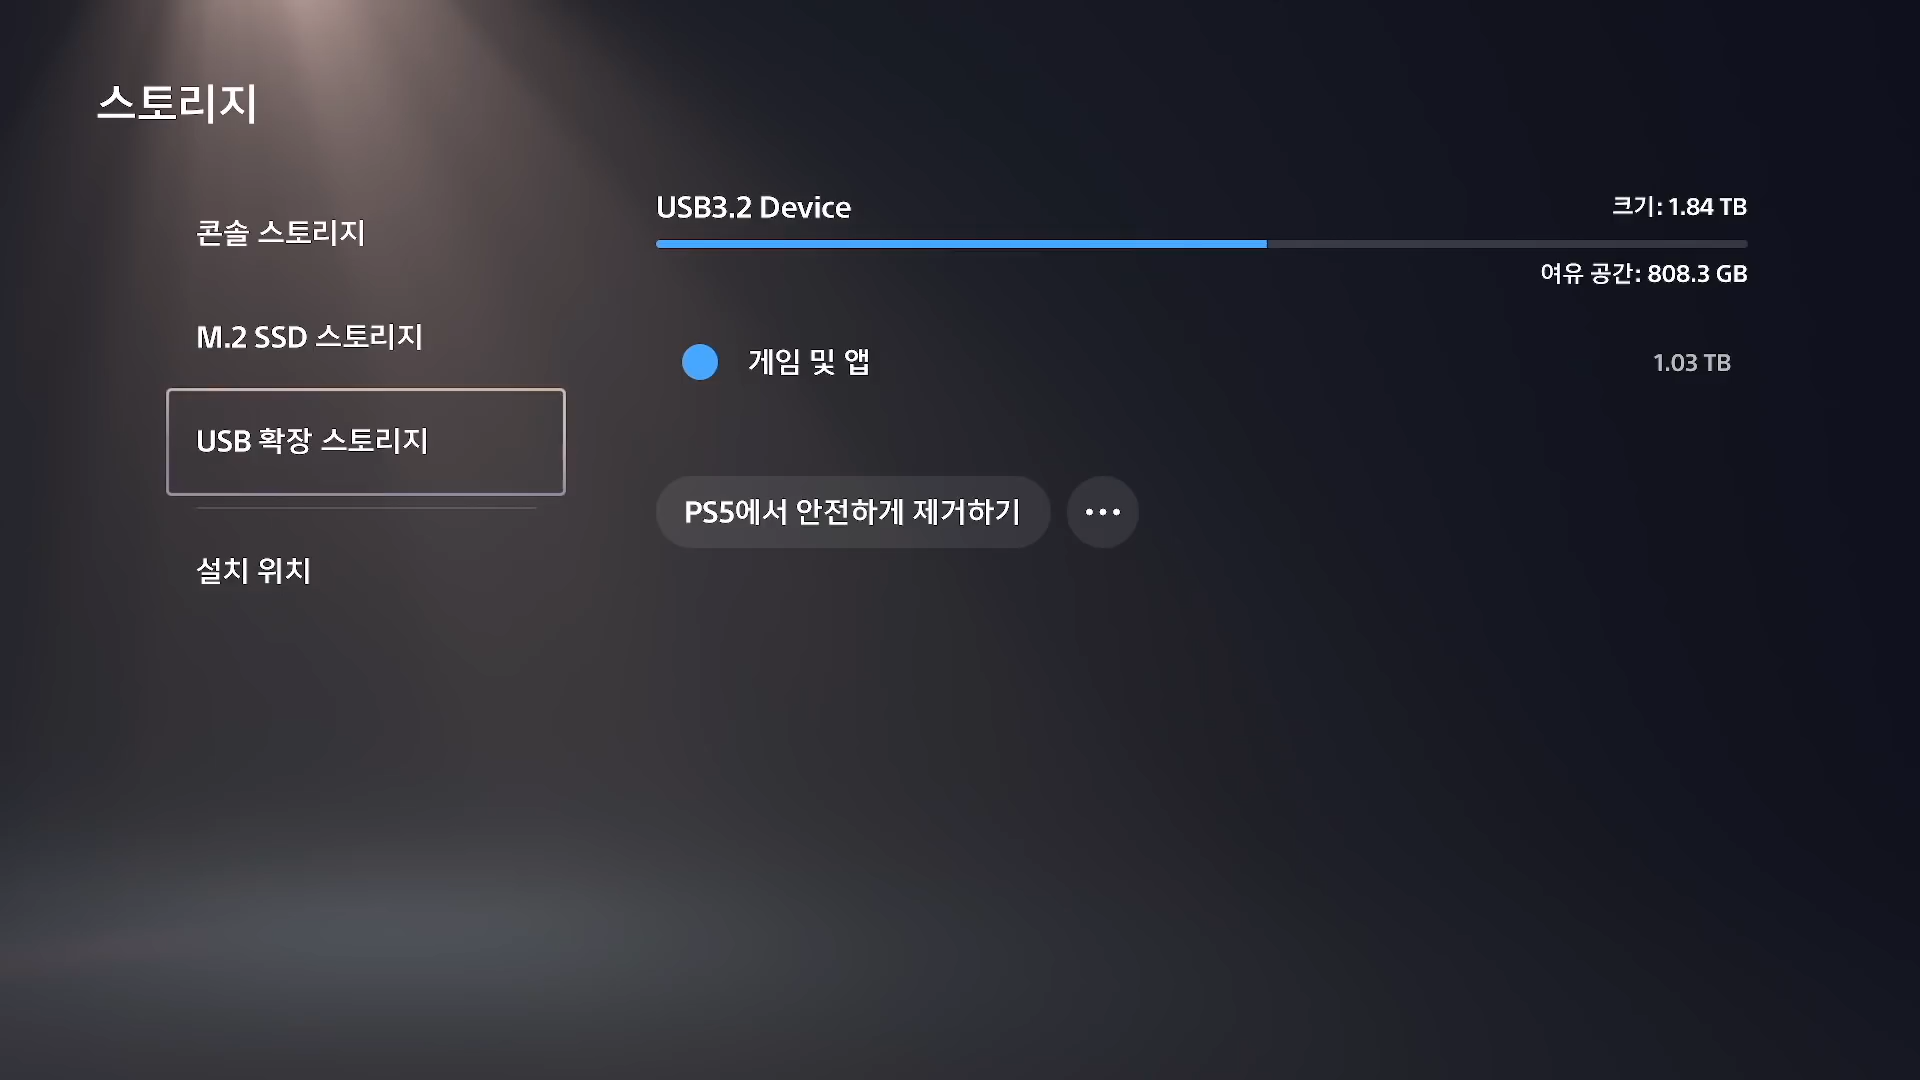 스토리지
콘솔 스토리지
M.2 SSD 스토리지
USB 확장 스토리지
설치 위치
USB3.2 Device
크기: 1.84 TB
여유 공간: 808.3 GB
게임 및 앱
1.03 TB
PS5에서 안전하게 제거하기